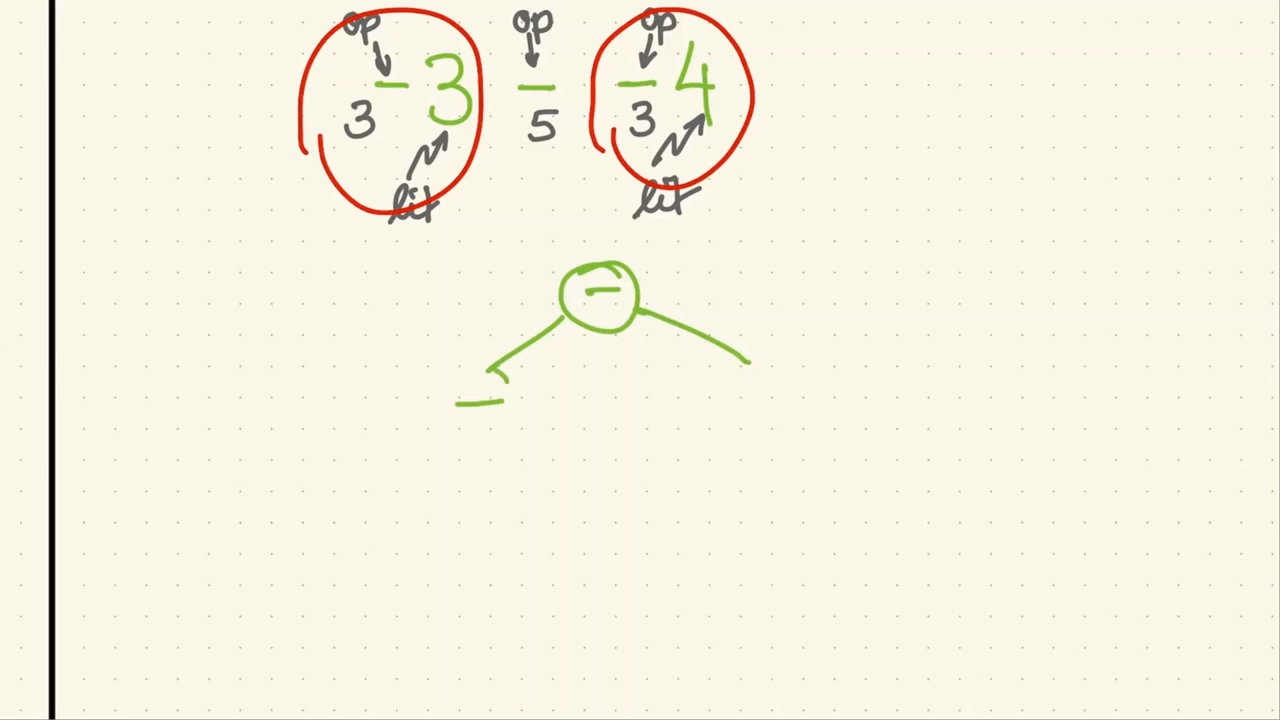 op op op
- 3 - - 4
3 5 3
lit lit
-
-